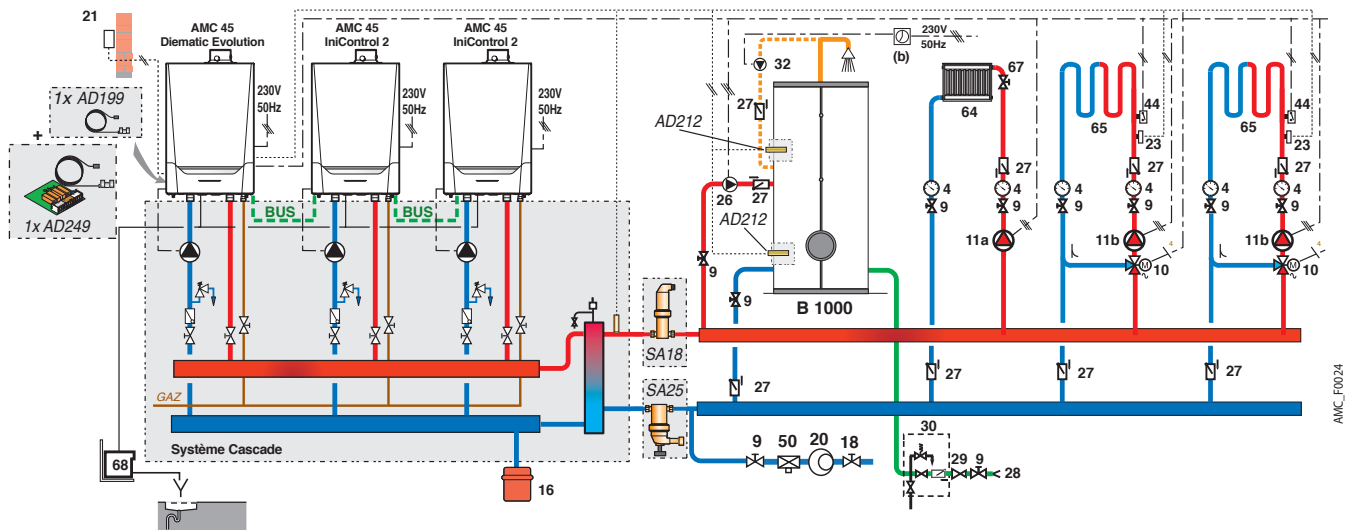 21
AMC 45
Diematic Evolution
AMC 45
IniControl 2
AMC 45
IniControl 2
1x AD199
+
1x AD249
230V
50Hz
230V
50Hz
230V
50Hz
BUS
BUS
GAZ
Système Cascade
68
16
SA18
SA25
32
27
AD212
26
27
AD212
9
9
B 1000
230V
50Hz
(b)
67
64
27
4
4
9
9
11a
65
44
23
27
4
4
9
9
11b
M
4
10
65
44
23
27
4
4
9
9
11b
M
4
10
27
27
27
27
9
50
20
18
30
29
9
28
AMC_F0024